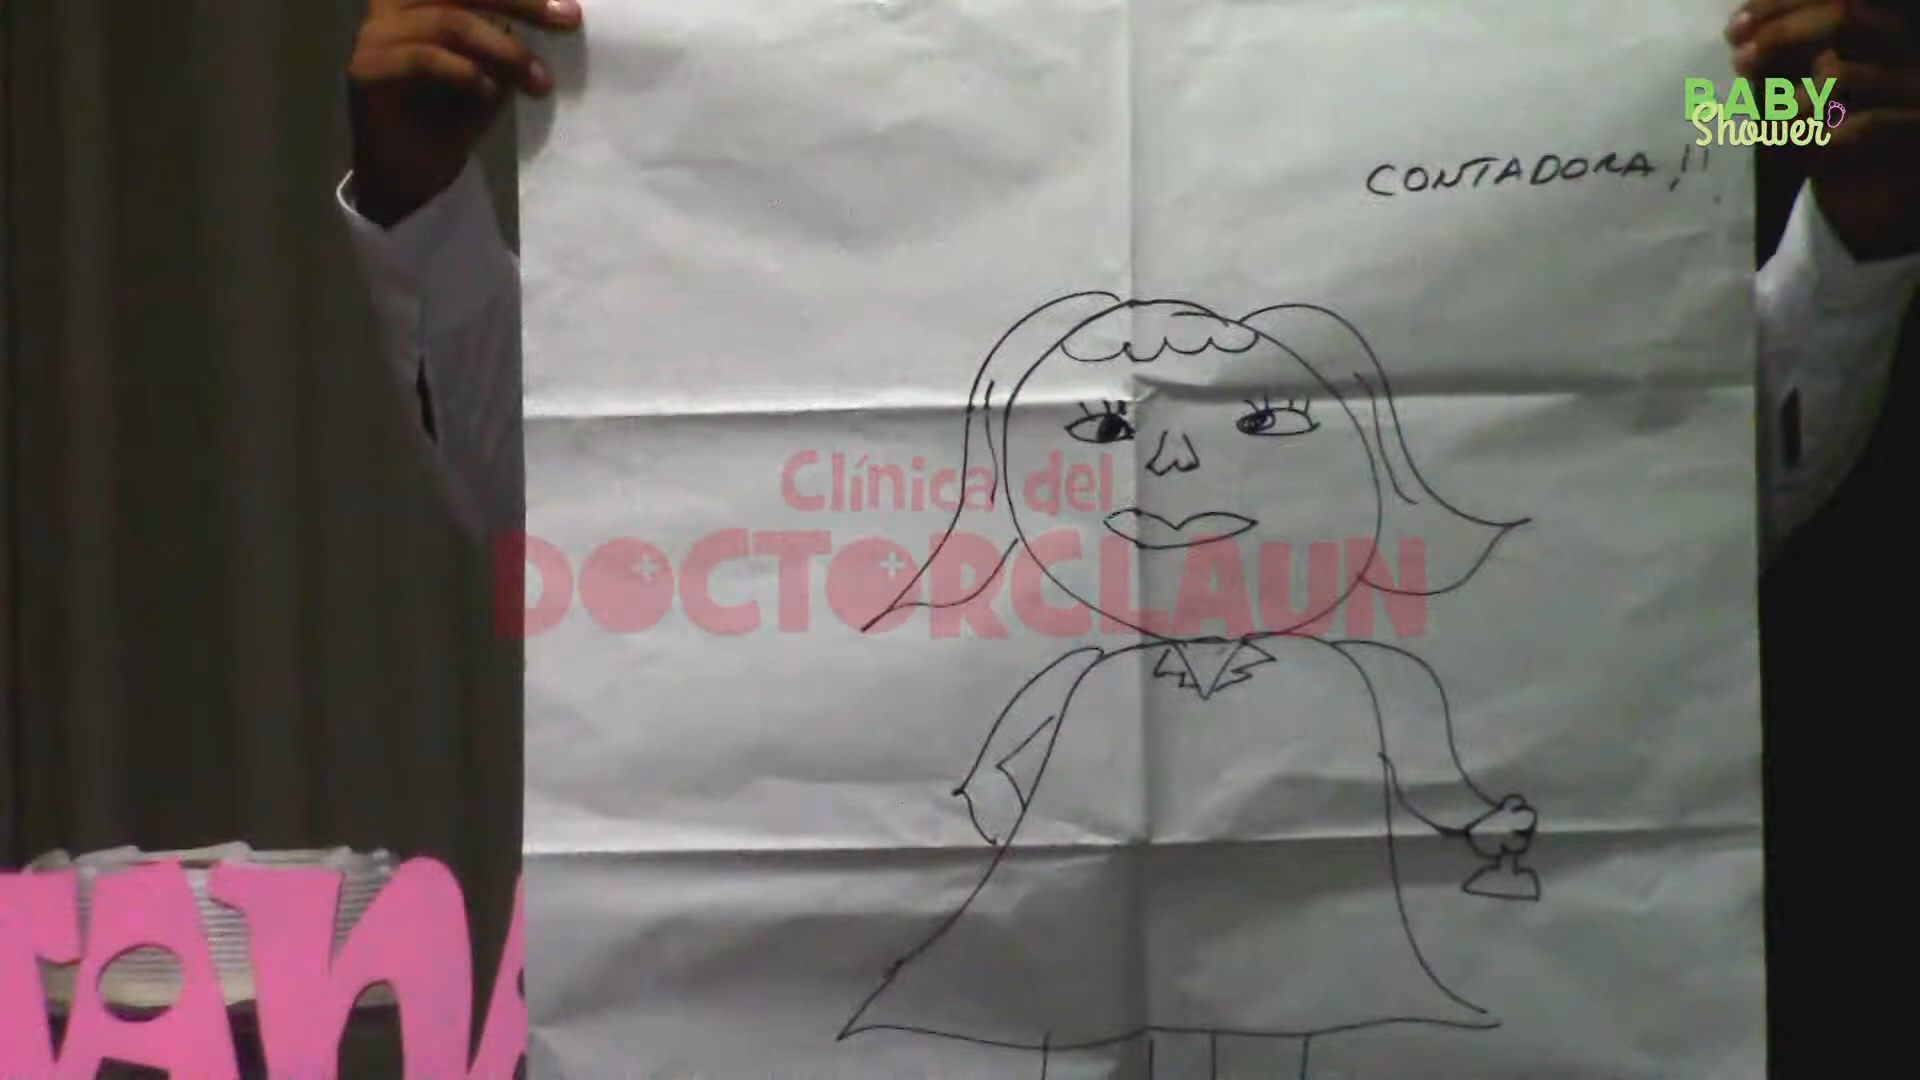 BABY
Shower
CONTADORA!!
Clínica del
DOCTORCLAUN